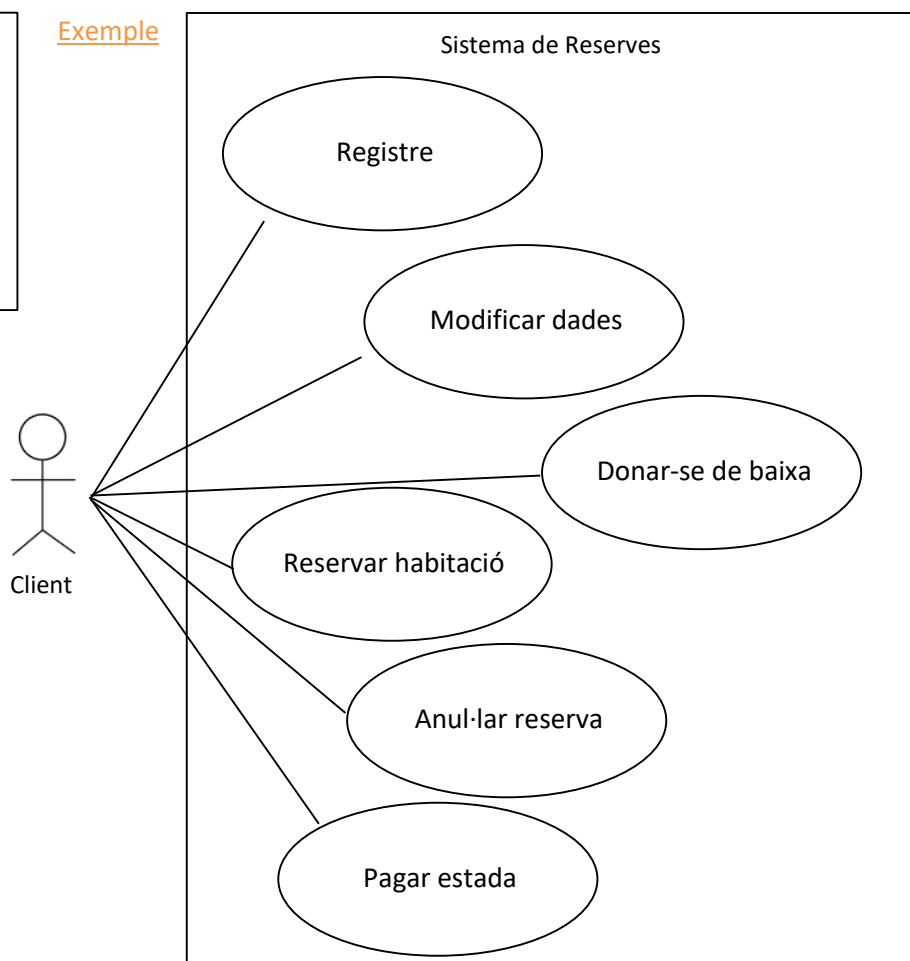 Exemple
Sistema de Reserves
Registre
Modificar dades
Donar-se de baixa
Reservar habitació
Client
Anul·lar reserva
Pagar estada